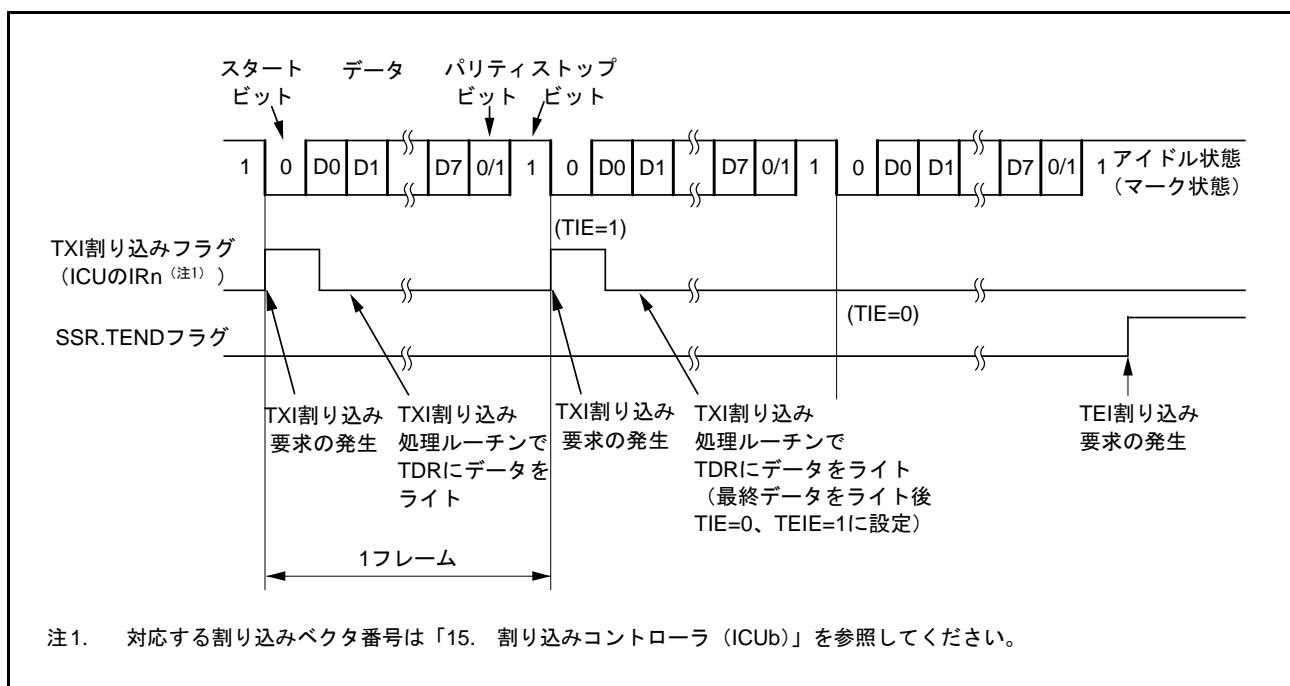 スタート
ビット
データ
パリティ
ビット
ストップ
ビット
1 0 D0 D1 D7 0/1 1 0 D0 D1 D7 0/1 1 0 D0 D1 D7 0/1 1
アイドル状態
（マーク状態）
TXI割り込みフラグ
（ICUのIRn（注1））
(TIE=1)
(TIE=0)
SSR.TENDフラグ
TXI割り込み
要求の発生
TXI割り込み
処理ルーチンで
TDRにデータを
ライト
TXI割り込み
要求の発生
TXI割り込み
処理ルーチンで
TDRにデータをライト
（最終データをライト後
TIE=0、TEIE=1に設定）
TEI割り込み
要求の発生
1フレーム
注1. 対応する割り込みベクタ番号は「15. 割り込みコントローラ（ICUb）」を参照してください。